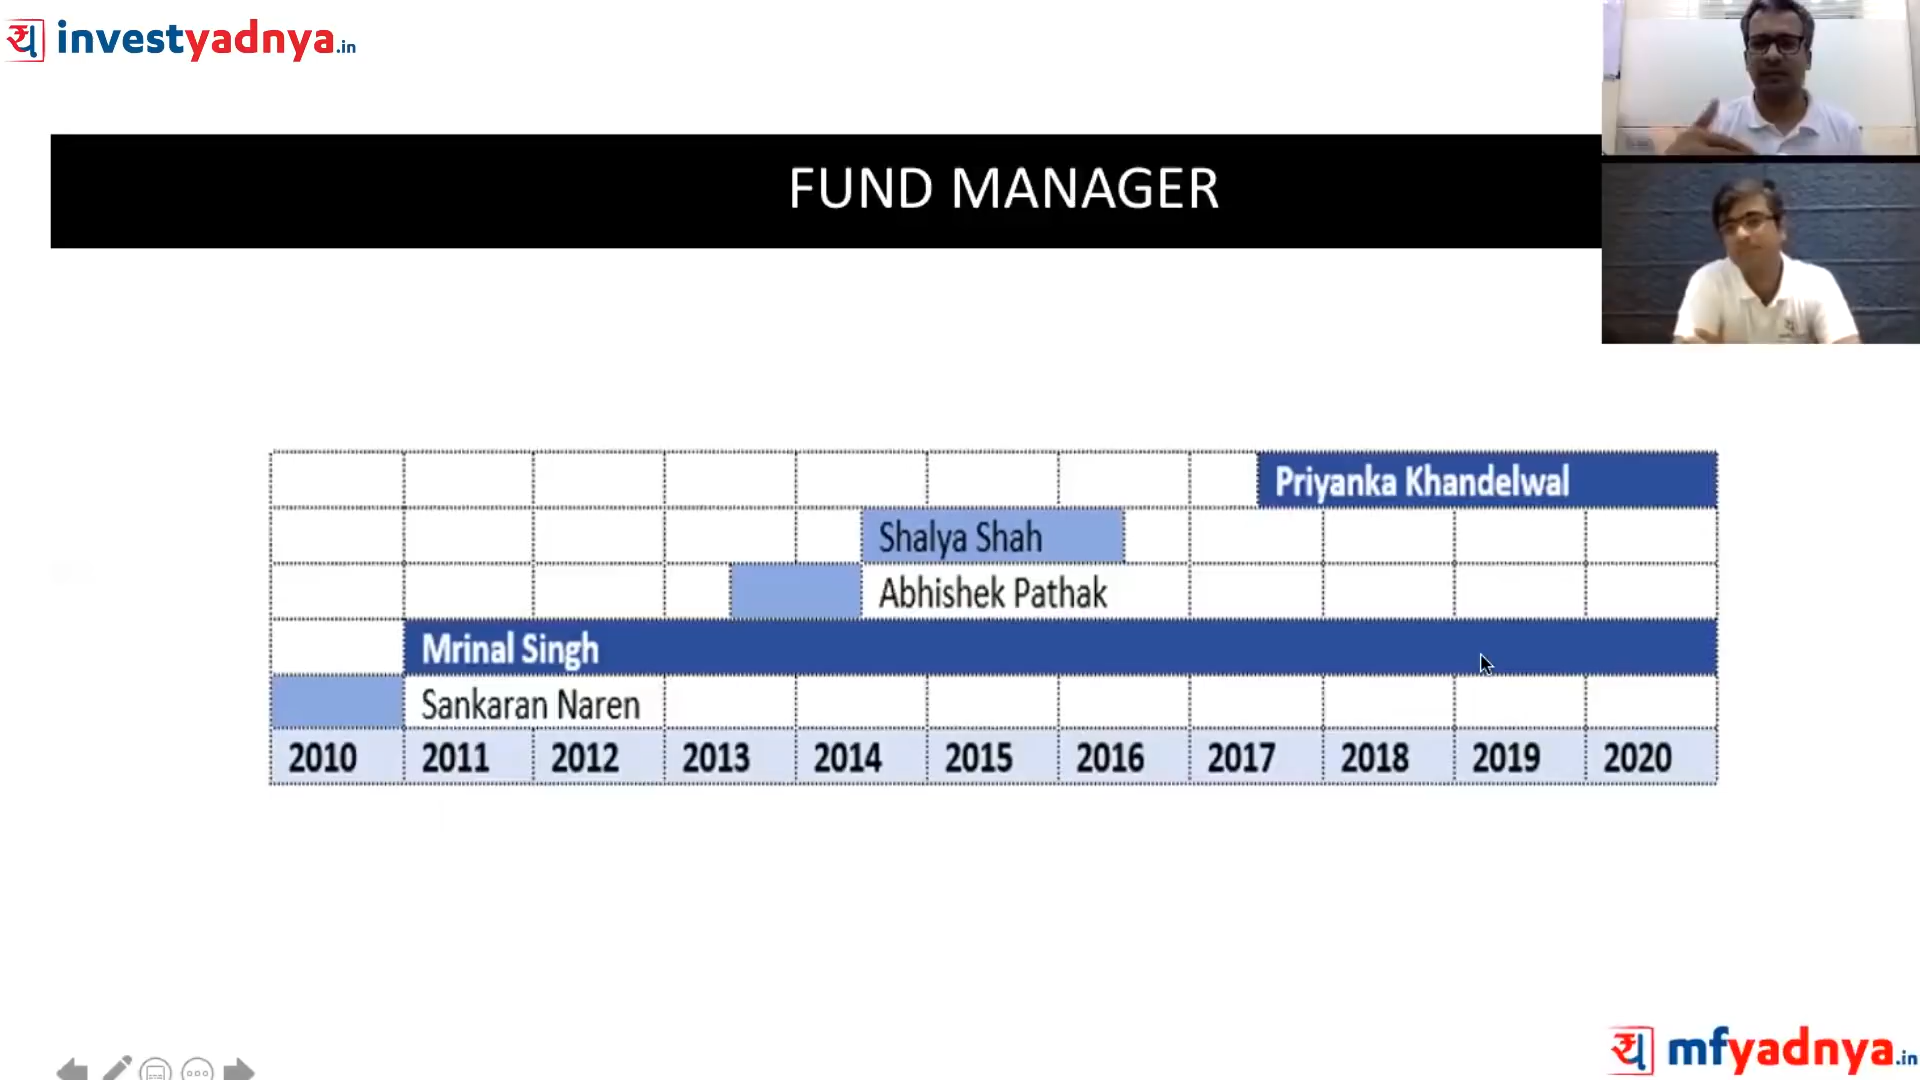 investyadnya.in
FUND MANAGER
Priyanka Khandelwal
Shalya Shah
Abhishek Pathak
Mrinal Singh
Sankaran Naren
2010 2011 2012 2013 2014 2015 2016 2017 2018 2019 2020
mfyadnya.in